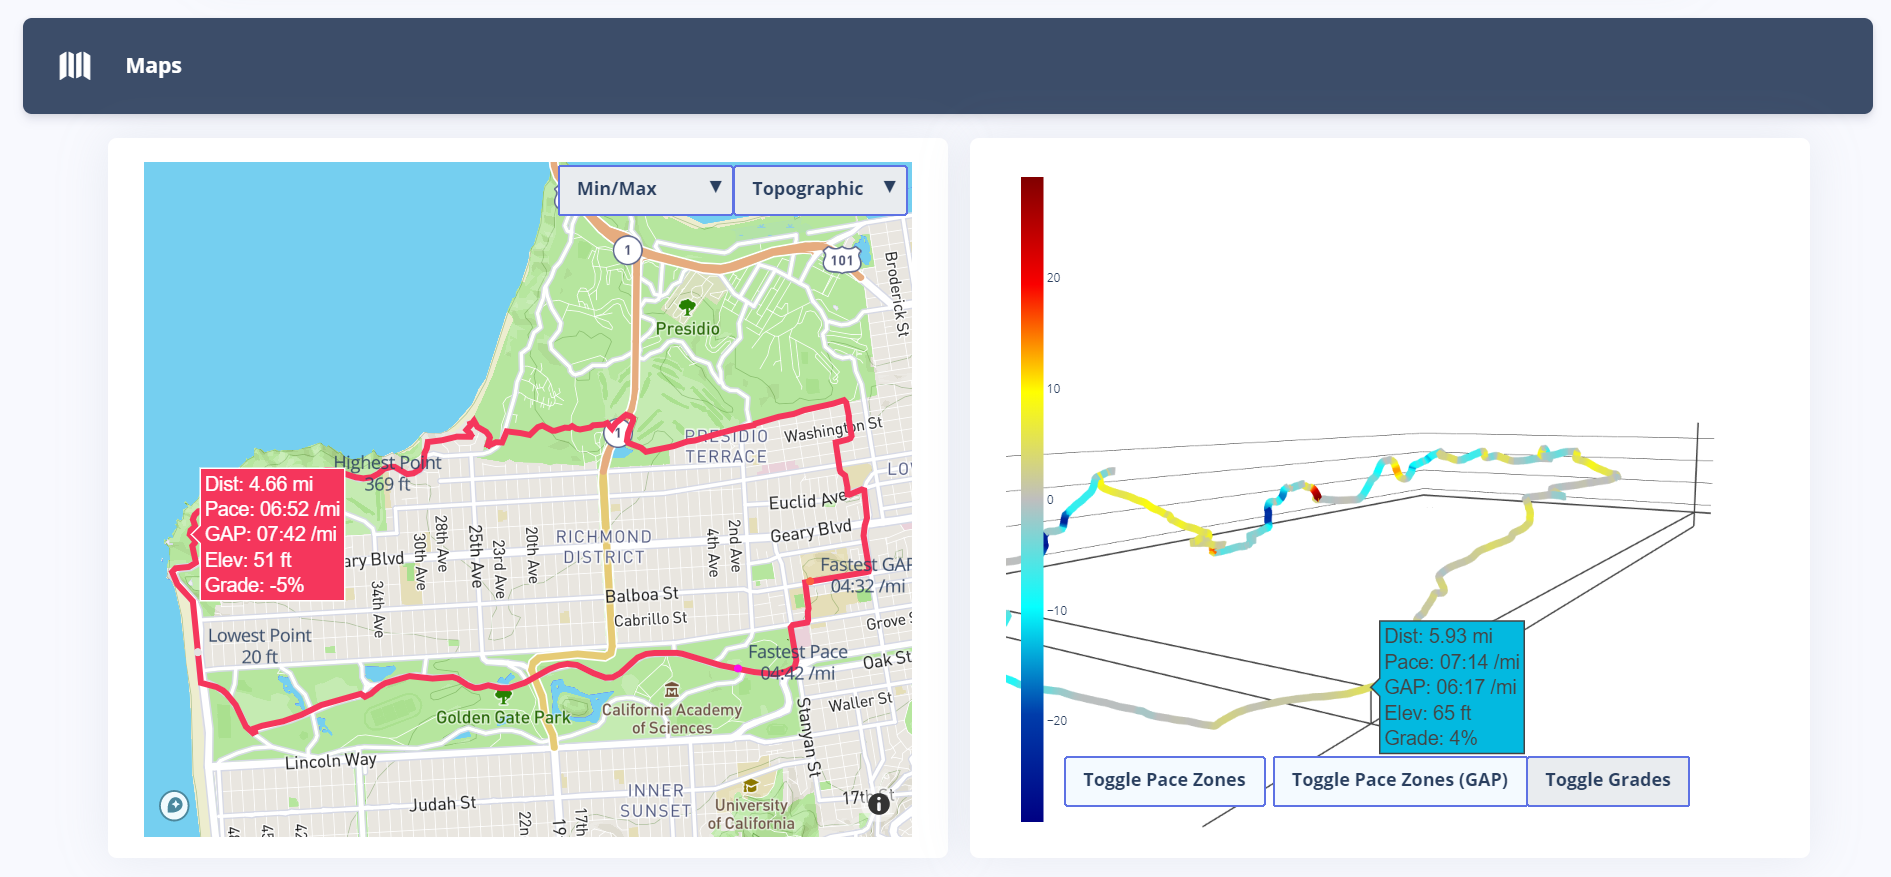 Maps
Min/Max ▼
Topographic ▼
1
101
Broderick St
Presidio
1
PRESIDIO
TERRACE
Washington St
Highest Point
369 ft
Dist: 4.66 mi
Pace: 06:52 /mi
GAP: 07:42 /mi
Elev: 51 ft
Grade: -5%
Euclid Ave
Geary Blvd
ary Blvd
34th Ave
30th Ave
28th Ave
25th Ave
23rd Ave
20th Ave
4th Ave
2nd Ave
RICHMOND
DISTRICT
Fastest GAP
04:32 /mi
Balboa St
Cabrillo St
Grove S
Lowest Point
20 ft
Fastest Pace
04:42 /mi
Oak St
Waller St
Golden Gate Park
California Academy
of Sciences
Stanyan St
Lincoln Way
Judah St
INNER
SUNSET
University
of California
17th St
22n
19
17th
20
10
0
−10
−20
Dist: 5.93 mi
Pace: 07:14 /mi
GAP: 06:17 /mi
Elev: 65 ft
Grade: 4%
Toggle Pace Zones
Toggle Pace Zones (GAP)
Toggle Grades